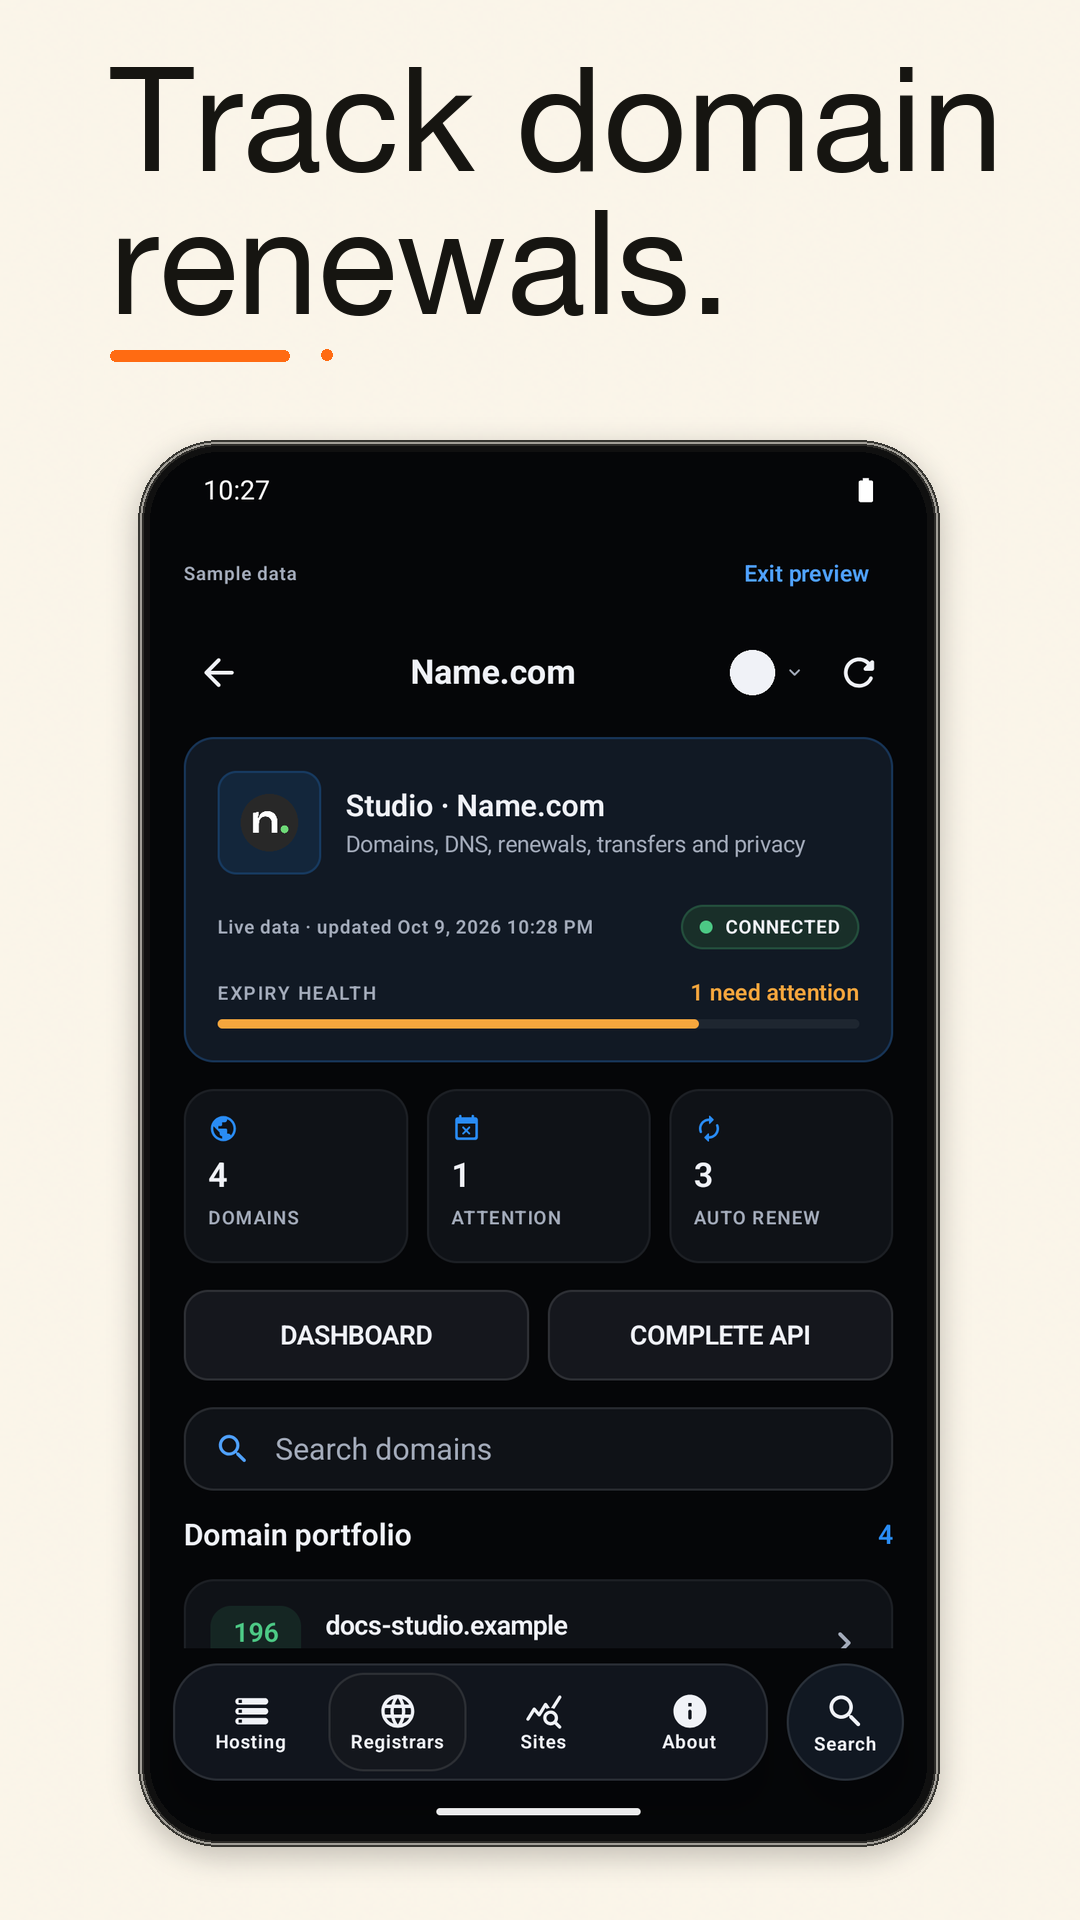 Track domain
renewals.
10:27
Sample data
Exit preview
Name.com
n.
Studio · Name.com
Domains, DNS, renewals, transfers and privacy
Live data · updated Oct 9, 2026 10:28 PM
CONNECTED
EXPIRY HEALTH
1 need attention
4
DOMAINS
1
ATTENTION
3
AUTO RENEW
DASHBOARD
COMPLETE API
Search domains
Domain portfolio
4
196
docs-studio.example
Hosting
Registrars
Sites
About
Search